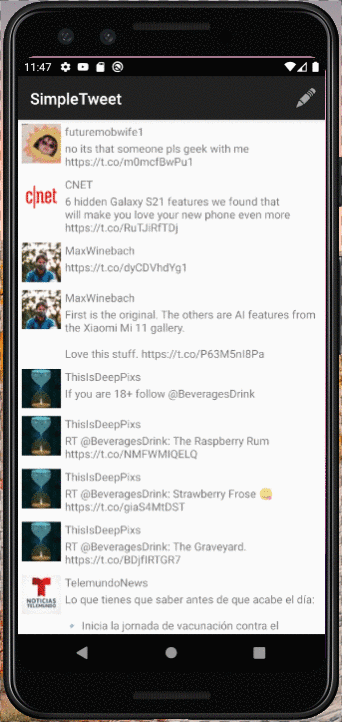 11:47
SimpleTweet
futuremobwife1
no its that someone pls geek with me
https://t.co/m0mcfBwPu1
c|net
CNET
6 hidden Galaxy S21 features we found that
will make you love your new phone even more
https://t.co/RuTJiRfTDj
MaxWinebach
https://t.co/dyCDVhdYg1
MaxWinebach
First is the original. The others are AI features from
the Xiaomi Mi 11 gallery.
Love this stuff. https://t.co/P63M5nI8Pa
ThisIsDeepPixs
If you are 18+ follow @BeveragesDrink
ThisIsDeepPixs
RT @BeveragesDrink: The Raspberry Rum
https://t.co/NMFWMIQELQ
ThisIsDeepPixs
RT @BeveragesDrink: Strawberry Frose 😋
https://t.co/giaS4MtDST
ThisIsDeepPixs
RT @BeveragesDrink: The Graveyard.
https://t.co/BDjfIRTGR7
NOTICIAS
TELEMUNDO
TelemundoNews
Lo que tienes que saber antes de que acabe el día:
Inicia la jornada de vacunación contra el